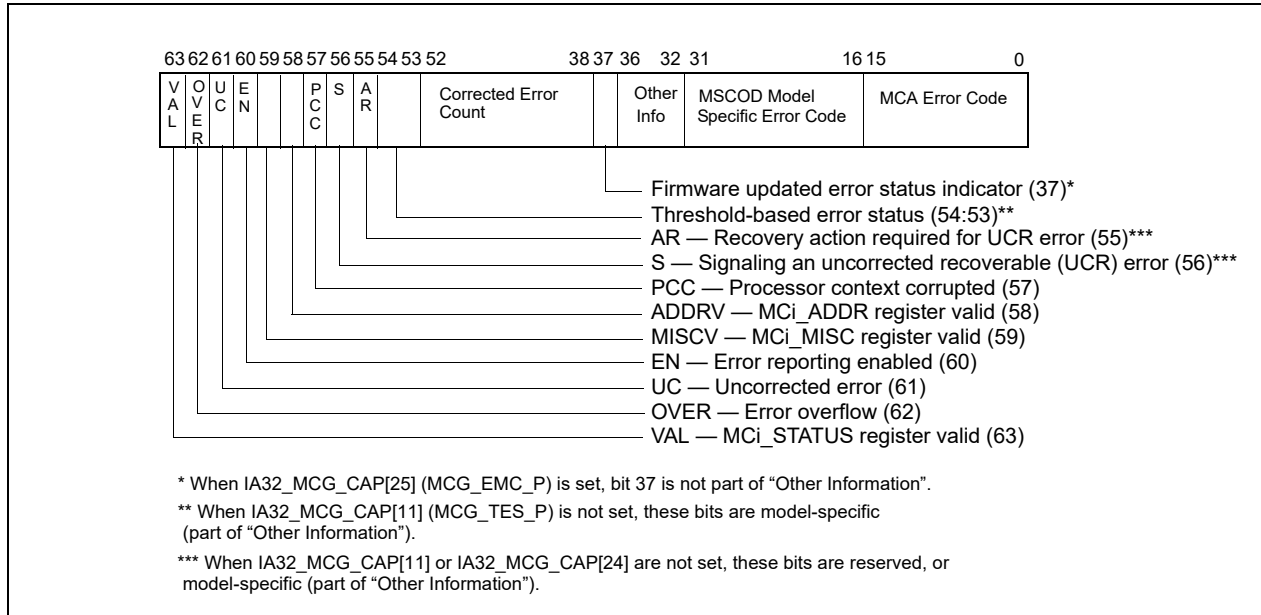 63 62 61 60 59 58 57 56 55 54 53 52 38 37 36 32 31 16 15 0
VAL OVER UC EN PCC S AR Corrected Error Count Other Info MSCOD Model Specific Error Code MCA Error Code
Firmware updated error status indicator (37)*
Threshold-based error status (54:53)**
AR — Recovery action required for UCR error (55)***
S — Signaling an uncorrected recoverable (UCR) error (56)***
PCC — Processor context corrupted (57)
ADDRV — MCi_ADDR register valid (58)
MISCV — MCi_MISC register valid (59)
EN — Error reporting enabled (60)
UC — Uncorrected error (61)
OVER — Error overflow (62)
VAL — MCi_STATUS register valid (63)
* When IA32_MCG_CAP[25] (MCG_EMC_P) is set, bit 37 is not part of “Other Information”.
** When IA32_MCG_CAP[11] (MCG_TES_P) is not set, these bits are model-specific
(part of “Other Information”).
*** When IA32_MCG_CAP[11] or IA32_MCG_CAP[24] are not set, these bits are reserved, or
model-specific (part of “Other Information”).